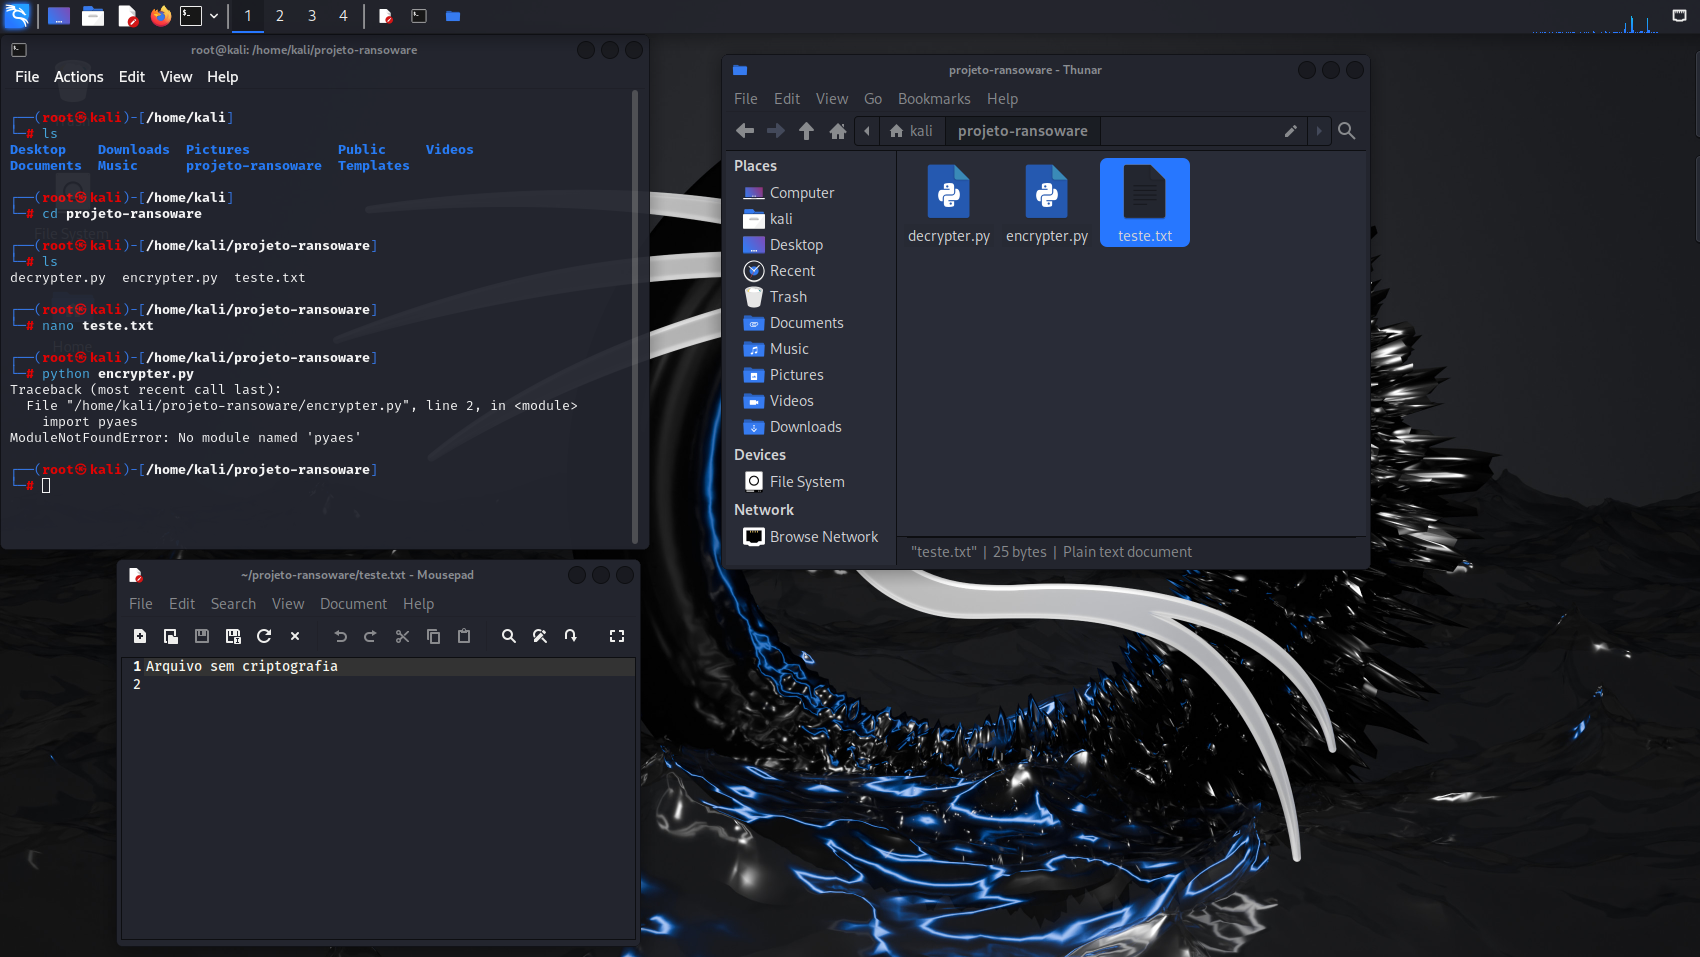 1 2 3 4
root@kali: /home/kali/projeto-ransoware
File Actions Edit View Help
┌──(root㉿kali)-[/home/kali]
└─# ls
Desktop Downloads Pictures Public Videos
Documents Music projeto-ransoware Templates
┌──(root㉿kali)-[/home/kali]
└─# cd projeto-ransoware
┌──(root㉿kali)-[/home/kali/projeto-ransoware]
└─# ls
decrypter.py encrypter.py teste.txt
┌──(root㉿kali)-[/home/kali/projeto-ransoware]
└─# nano teste.txt
┌──(root㉿kali)-[/home/kali/projeto-ransoware]
└─# python encrypter.py
Traceback (most recent call last):
File "/home/kali/projeto-ransoware/encrypter.py", line 2, in <module>
import pyaes
ModuleNotFoundError: No module named 'pyaes'
┌──(root㉿kali)-[/home/kali/projeto-ransoware]
└─#
File System
Home
projeto-ransoware - Thunar
File Edit View Go Bookmarks Help
kali projeto-ransoware
Places
Computer
kali
Desktop
Recent
Trash
Documents
Music
Pictures
Videos
Downloads
Devices
File System
Network
Browse Network
decrypter.py encrypter.py teste.txt
"teste.txt" | 25 bytes | Plain text document
~/projeto-ransoware/teste.txt - Mousepad
File Edit Search View Document Help
1 Arquivo sem criptografia
2